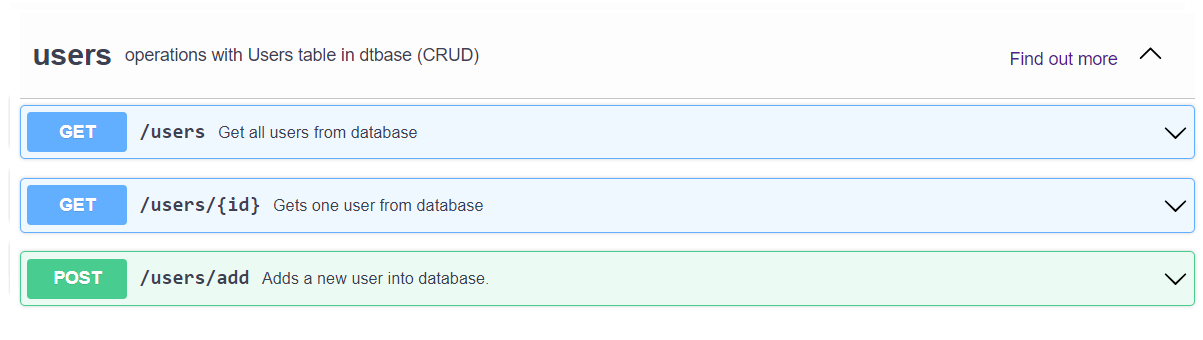 users operations with Users table in dtbase (CRUD) Find out more
GET /users Get all users from database
GET /users/{id} Gets one user from database
POST /users/add Adds a new user into database.